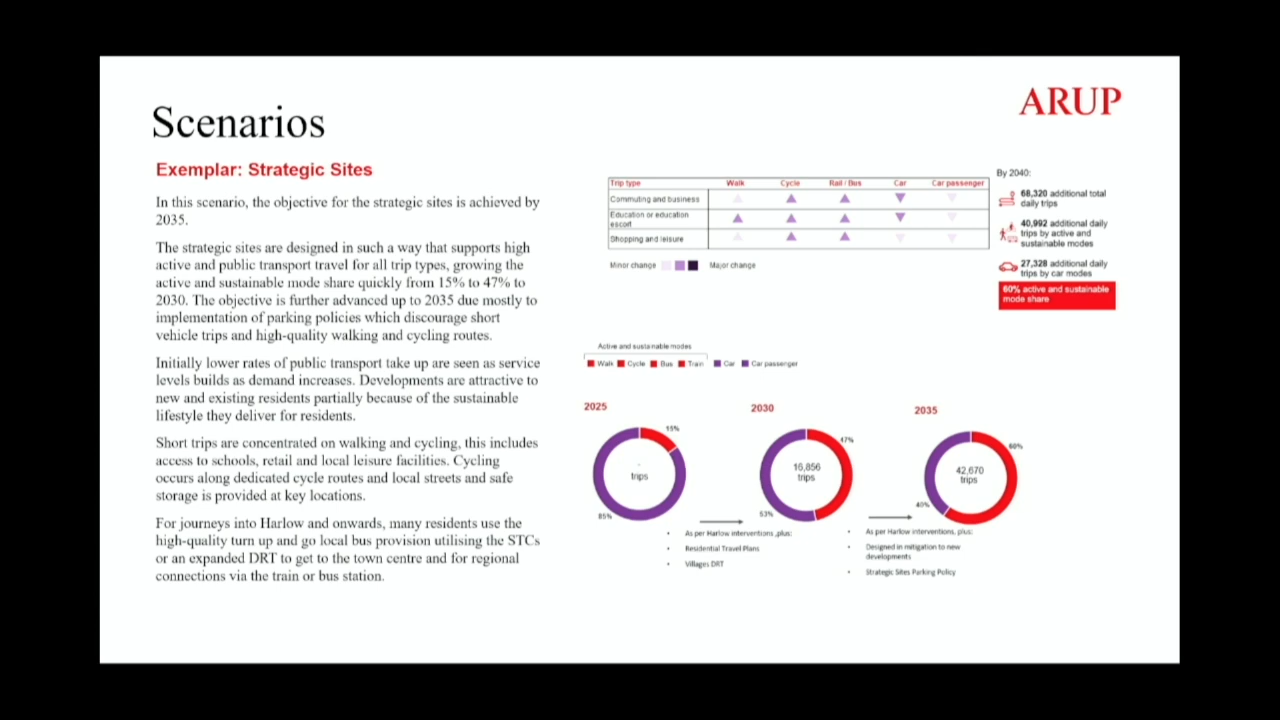 ARUP
Scenarios
Exemplar: Strategic Sites
In this scenario, the objective for the strategic sites is achieved by
2035.
The strategic sites are designed in such a way that supports high
active and public transport travel for all trip types, growing the
active and sustainable mode share quickly from 15% to 47% to
2030. The objective is further advanced up to 2035 due mostly to
implementation of parking policies which discourage short
vehicle trips and high-quality walking and cycling routes.
Initially lower rates of public transport take up are seen as service
levels builds as demand increases. Developments are attractive to
new and existing residents partially because of the sustainable
lifestyle they deliver for residents.
Short trips are concentrated on walking and cycling, this includes
access to schools, retail and local leisure facilities. Cycling
occurs along dedicated cycle routes and local streets and safe
storage is provided at key locations.
For journeys into Harlow and onwards, many residents use the
high-quality turn up and go local bus provision utilising the STCs
or an expanded DRT to get to the town centre and for regional
connections via the train or bus station.
Trip type Walk Cycle Rail / Bus Car Car passenger
Commuting and business
Education or education
escort
Shopping and leisure
Minor change Major change
By 2040:
68,320 additional total
daily trips
40,992 additional daily
trips by active and
sustainable modes
27,328 additional daily
trips by car modes
60% active and sustainable
mode share
Active and sustainable modes
Walk Cycle Bus Train Car Car passenger
2025
15%
- trips
85%
2030
47%
16,856
trips
53%
2035
60%
42,670
trips
40%
• As per Harlow interventions ,plus:
• Residential Travel Plans
• Villages DRT
• As per Harlow interventions, plus:
• Designed in mitigation to new
developments
• Strategic Sites Parking Policy